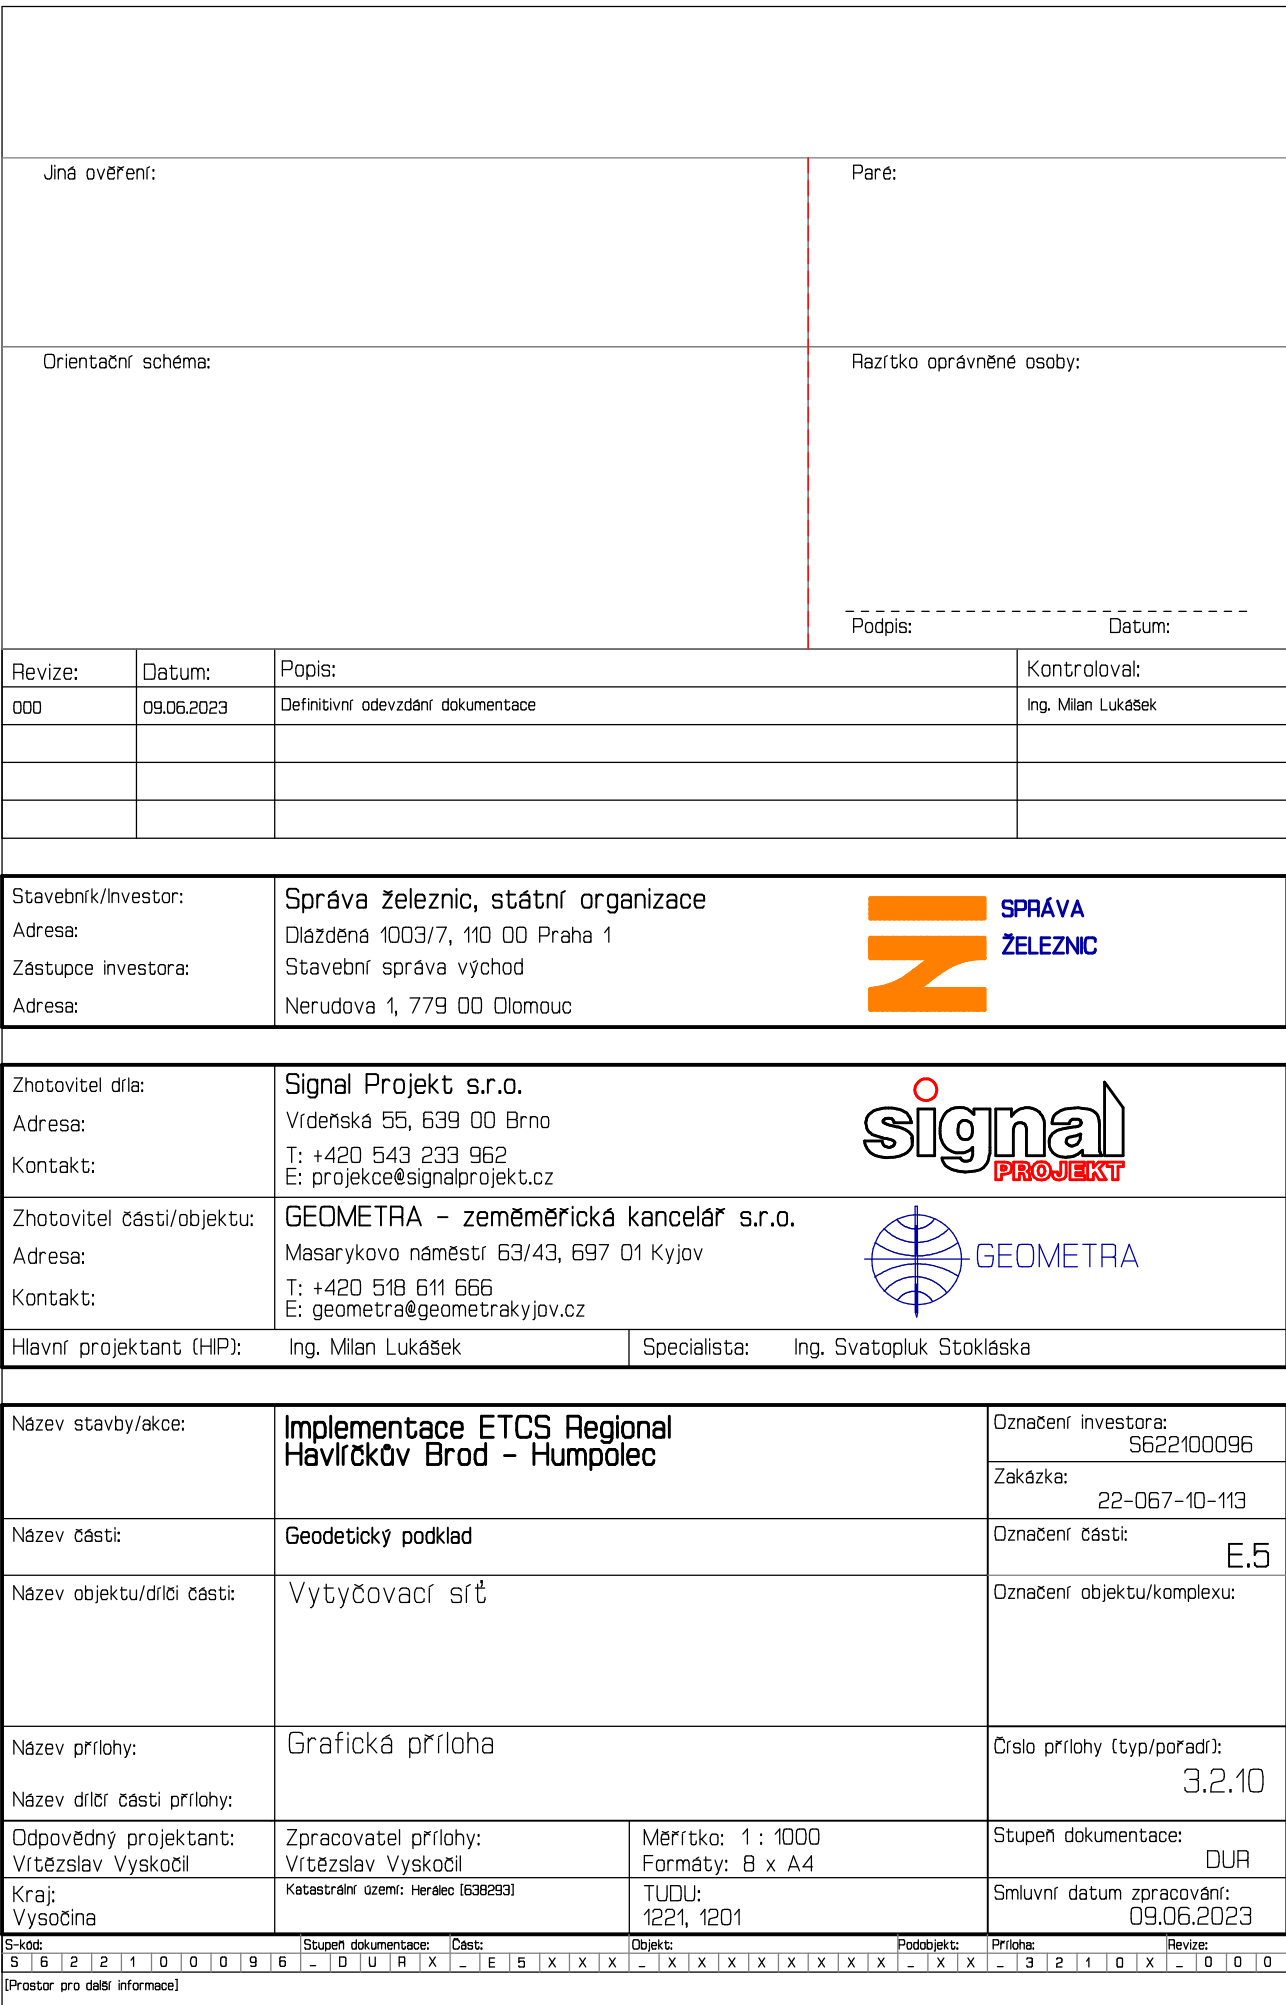 Jiná ověření:
Paré:
Orientační schéma:
Razítko oprávněné osoby:
Podpis:
Datum:
Revize:
Datum:
Popis:
Kontroloval:
000
09.06.2023
Definitivní odevzdání dokumentace
Ing. Milan Lukášek
Stavebník/Investor:
Správa železnic, státní organizace
Adresa:
Dlážděná 1003/7, 110 00 Praha 1
Zástupce investora:
Stavební správa východ
Adresa:
Nerudova 1, 779 00 Olomouc
SPRÁVA
ŽELEZNIC
Zhotovitel díla:
Signal Projekt s.r.o.
Adresa:
Vídeňská 55, 639 00 Brno
Kontakt:
T: +420 543 233 962
E: projekce@signalprojekt.cz
signal
PROJEKT
Zhotovitel části/objektu:
GEOMETRA - zeměměřická kancelář s.r.o.
Adresa:
Masarykovo náměstí 63/43, 697 01 Kyjov
Kontakt:
T: +420 518 611 666
E: geometra@geometrakyjov.cz
GEOMETRA
Hlavní projektant (HIP):
Ing. Milan Lukášek
Specialista:
Ing. Svatopluk Stokláska
Název stavby/akce:
Implementace ETCS Regional
Havlíčkův Brod - Humpolec
Označení investora:
S622100096
Zakázka:
22-067-10-113
Název části:
Geodetický podklad
Označení části:
E.5
Název objektu/dílči části:
Vytyčovací síť
Označení objektu/komplexu:
Název přílohy:
Grafická příloha
Číslo přílohy (typ/pořadí):
3.2.10
Název dílčí části přílohy:
Odpovědný projektant:
Vítězslav Vyskočil
Zpracovatel přílohy:
Vítězslav Vyskočil
Měřítko: 1 : 1000
Formáty: 8 x A4
Stupeň dokumentace:
DUR
Kraj:
Vysočina
Katastrální území: Herálec [638293]
TUDU:
1221, 1201
Smluvní datum zpracování:
09.06.2023
S-kód:
Stupeň dokumentace:
Část:
Objekt:
Podobjekt:
Příloha:
Revize:
S 6 2 2 1 0 0 0 9 6 _ D U R X _ E 5 X X X _ X X X X X X X X _ X X _ 3 2 1 0 X _ 0 0 0
[Prostor pro další informace]